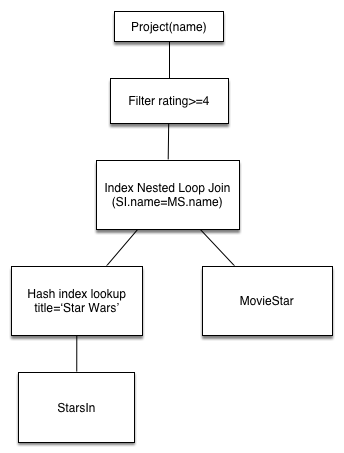 Project(name)
Filter rating>=4
Index Nested Loop Join
(SI.name=MS.name)
Hash index lookup
title=‘Star Wars’
MovieStar
StarsIn